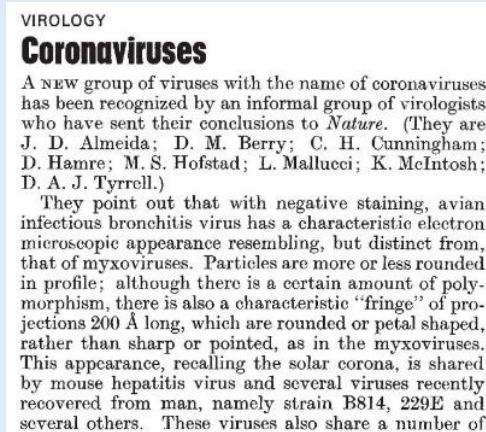 VIROLOGY
Coronaviruses
A NEW group of viruses with the name of coronaviruses
has been recognized by an informal group of virologists
who have sent their conclusions to Nature. (They are
J. D. Almeida; D. M. Berry; C. H. Cunningham;
D. Hamre; M. S. Hofstad; L. Mallucci; K. McIntosh;
D. A. J. Tyrrell.)
They point out that with negative staining, avian
infectious bronchitis virus has a characteristic electron
microscopic appearance resembling, but distinct from,
that of myxoviruses. Particles are more or less rounded
in profile; although there is a certain amount of poly-
morphism, there is also a characteristic "fringe" of pro-
jections 200 Å long, which are rounded or petal shaped,
rather than sharp or pointed, as in the myxoviruses.
This appearance, recalling the solar corona, is shared
by mouse hepatitis virus and several viruses recently
recovered from man, namely strain B814, 229E and
several others. These viruses also share a number of